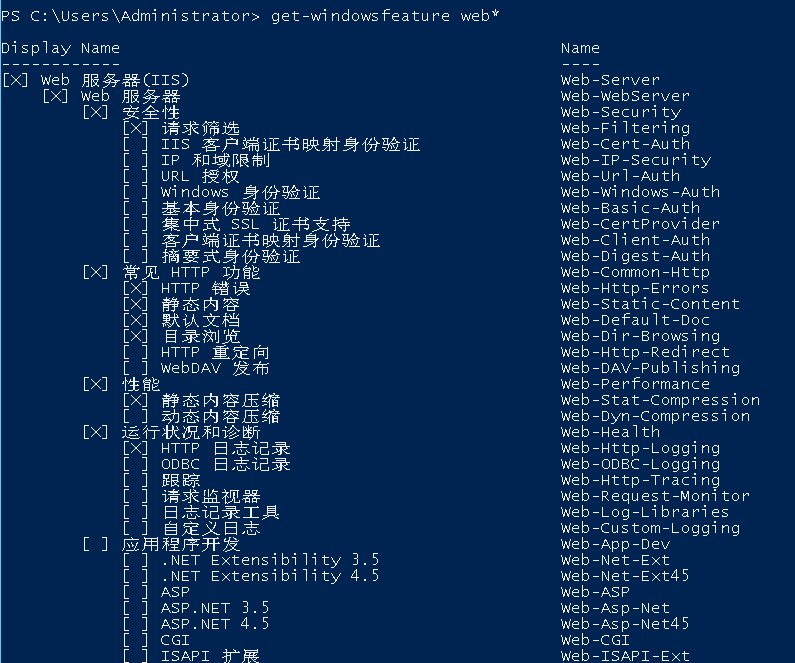 PS C:\Users\Administrator> get-windowsfeature web*
Display Name Name
------------ ----
[X] Web 服务器(IIS) Web-Server
[X] Web 服务器 Web-WebServer
[X] 安全性 Web-Security
[X] 请求筛选 Web-Filtering
[ ] IIS 客户端证书映射身份验证 Web-Cert-Auth
[ ] IP 和域限制 Web-IP-Security
[ ] URL 授权 Web-Url-Auth
[ ] Windows 身份验证 Web-Windows-Auth
[ ] 基本身份验证 Web-Basic-Auth
[ ] 集中式 SSL 证书支持 Web-CertProvider
[ ] 客户端证书映射身份验证 Web-Client-Auth
[ ] 摘要式身份验证 Web-Digest-Auth
[X] 常见 HTTP 功能 Web-Common-Http
[X] HTTP 错误 Web-Http-Errors
[X] 静态内容 Web-Static-Content
[X] 默认文档 Web-Default-Doc
[X] 目录浏览 Web-Dir-Browsing
[ ] HTTP 重定向 Web-Http-Redirect
[ ] WebDAV 发布 Web-DAV-Publishing
[X] 性能 Web-Performance
[X] 静态内容压缩 Web-Stat-Compression
[ ] 动态内容压缩 Web-Dyn-Compression
[X] 运行状况和诊断 Web-Health
[X] HTTP 日志记录 Web-Http-Logging
[ ] ODBC 日志记录 Web-ODBC-Logging
[ ] 跟踪 Web-Http-Tracing
[ ] 请求监视器 Web-Request-Monitor
[ ] 日志记录工具 Web-Log-Libraries
[ ] 自定义日志 Web-Custom-Logging
[ ] 应用程序开发 Web-App-Dev
[ ] .NET Extensibility 3.5 Web-Net-Ext
[ ] .NET Extensibility 4.5 Web-Net-Ext45
[ ] ASP Web-ASP
[ ] ASP.NET 3.5 Web-Asp-Net
[ ] ASP.NET 4.5 Web-Asp-Net45
[ ] CGI Web-CGI
[ ] ISAPI 扩展 Web-ISAPI-Ext